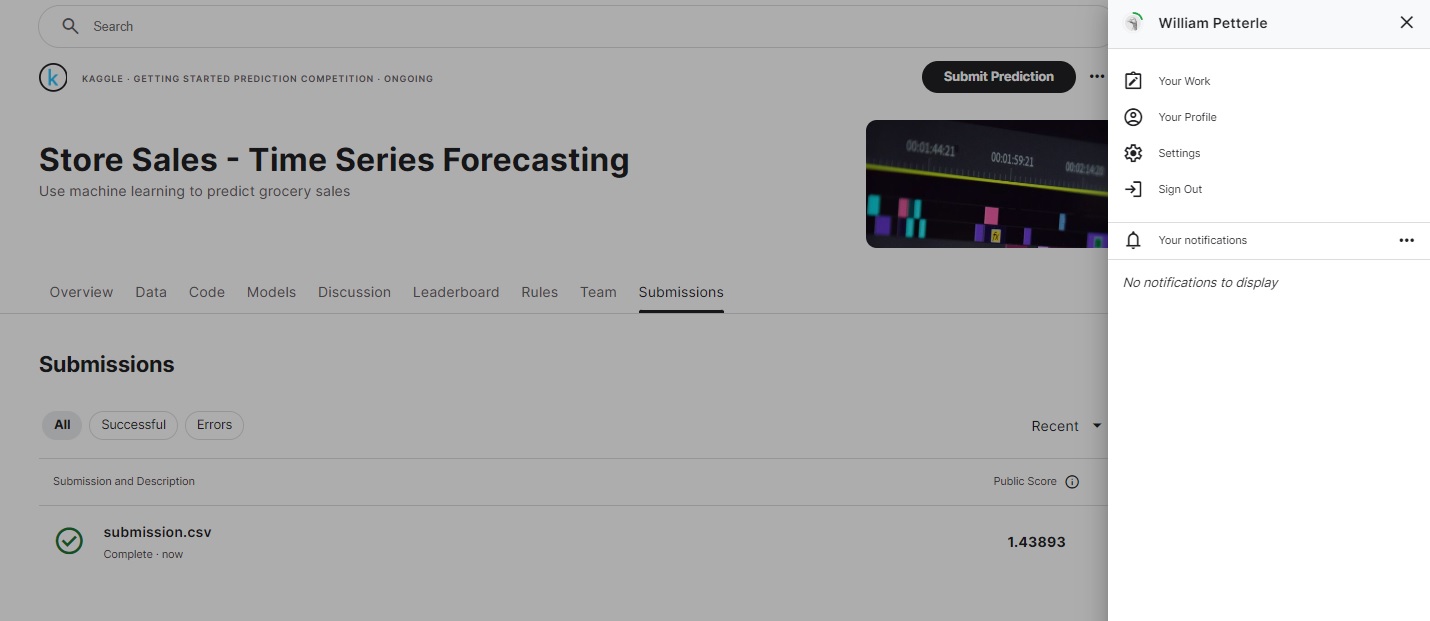 Search
KAGGLE · GETTING STARTED PREDICTION COMPETITION · ONGOING
Submit Prediction
Store Sales - Time Series Forecasting
Use machine learning to predict grocery sales
00:01:44:21
00:01:59:21
00:02:14:20
fx
Overview Data Code Models Discussion Leaderboard Rules Team Submissions
Submissions
All Successful Errors
Recent
Submission and Description Public Score
submission.csv
Complete · now
1.43893
William Petterle
Your Work
Your Profile
Settings
Sign Out
Your notifications
No notifications to display